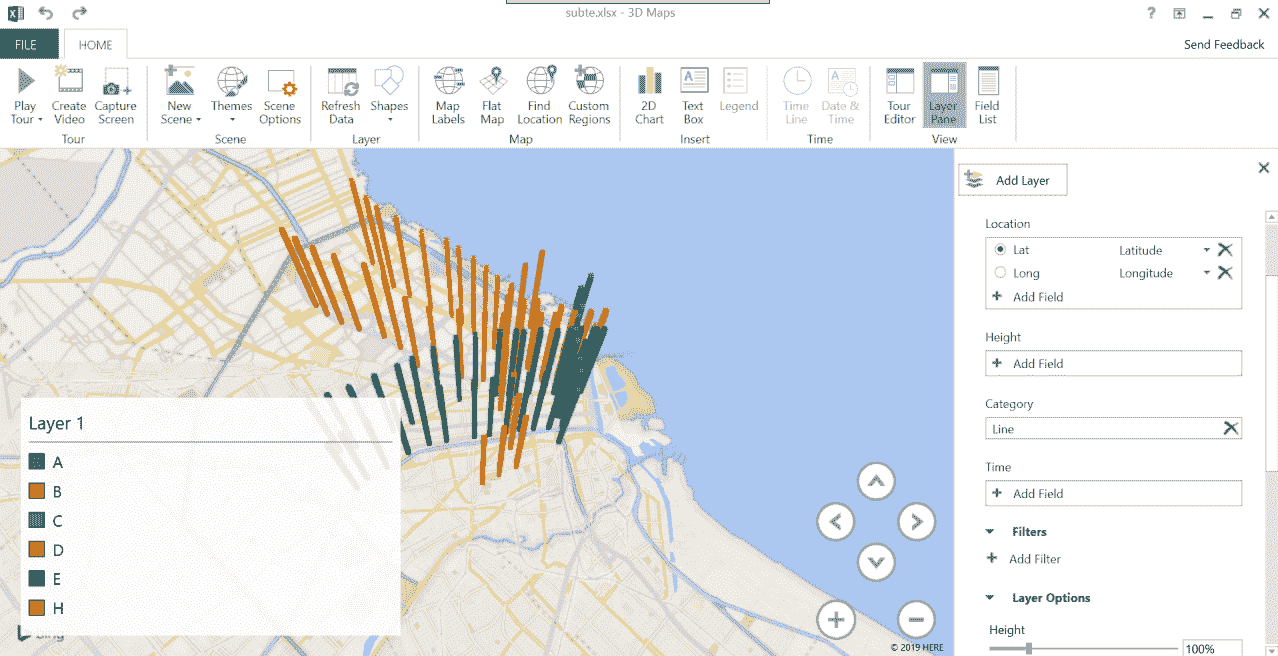 subte.xlsx - 3D Maps
FILE
HOME
Send Feedback
Play Tour
Create Video
Capture Screen
Tour
New Scene
Themes
Scene Options
Scene
Refresh Data
Shapes
Layer
Map Labels
Flat Map
Find Location
Custom Regions
Map
2D Chart
Text Box
Legend
Insert
Time Line
Date & Time
Time
Tour Editor
Layer Pane
Field List
View
Add Layer
Location
Lat Latitude
Long Longitude
Add Field
Height
Add Field
Category
Line
Time
Add Field
Filters
Add Filter
Layer Options
Height
100%
Layer 1
A
B
C
D
E
H
Bing
© 2019 HERE